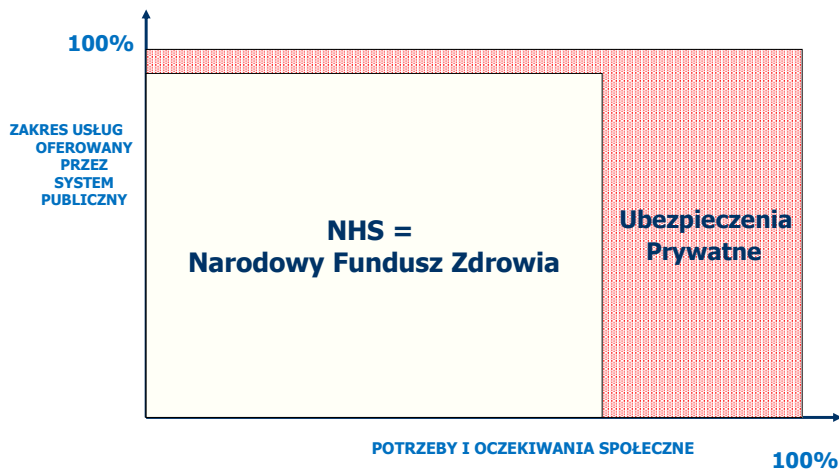 100%
ZAKRES USŁUG
OFEROWANY
PRZEZ
SYSTEM
PUBLICZNY
NHS =
Narodowy Fundusz Zdrowia
Ubezpieczenia
Prywatne
POTRZEBY I OCZEKIWANIA SPOŁECZNE
100%